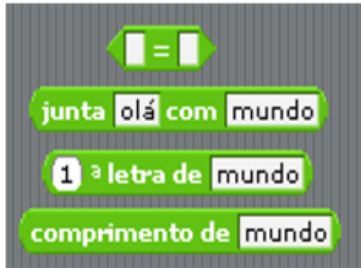 =
junta olá com mundo
1 ª letra de mundo
comprimento de mundo